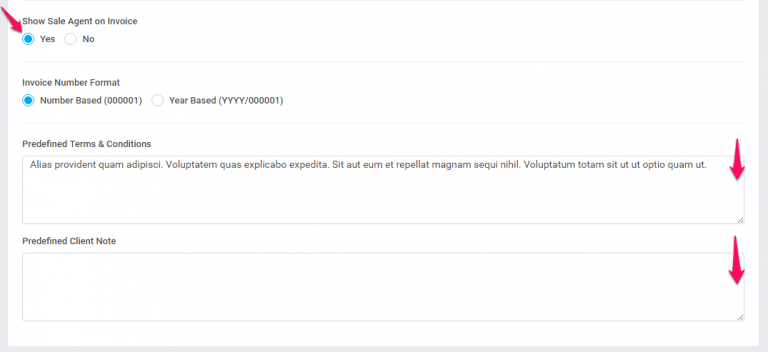 Show Sale Agent on Invoice
Yes No
Invoice Number Format
Number Based (000001) Year Based (YYYY/000001)
Predefined Terms & Conditions
Alias provident quam adipisci. Voluptatem quas explicabo expedita. Sit aut eum et repellat magnam sequi nihil. Voluptatum totam sit ut ut optio quam ut.
Predefined Client Note